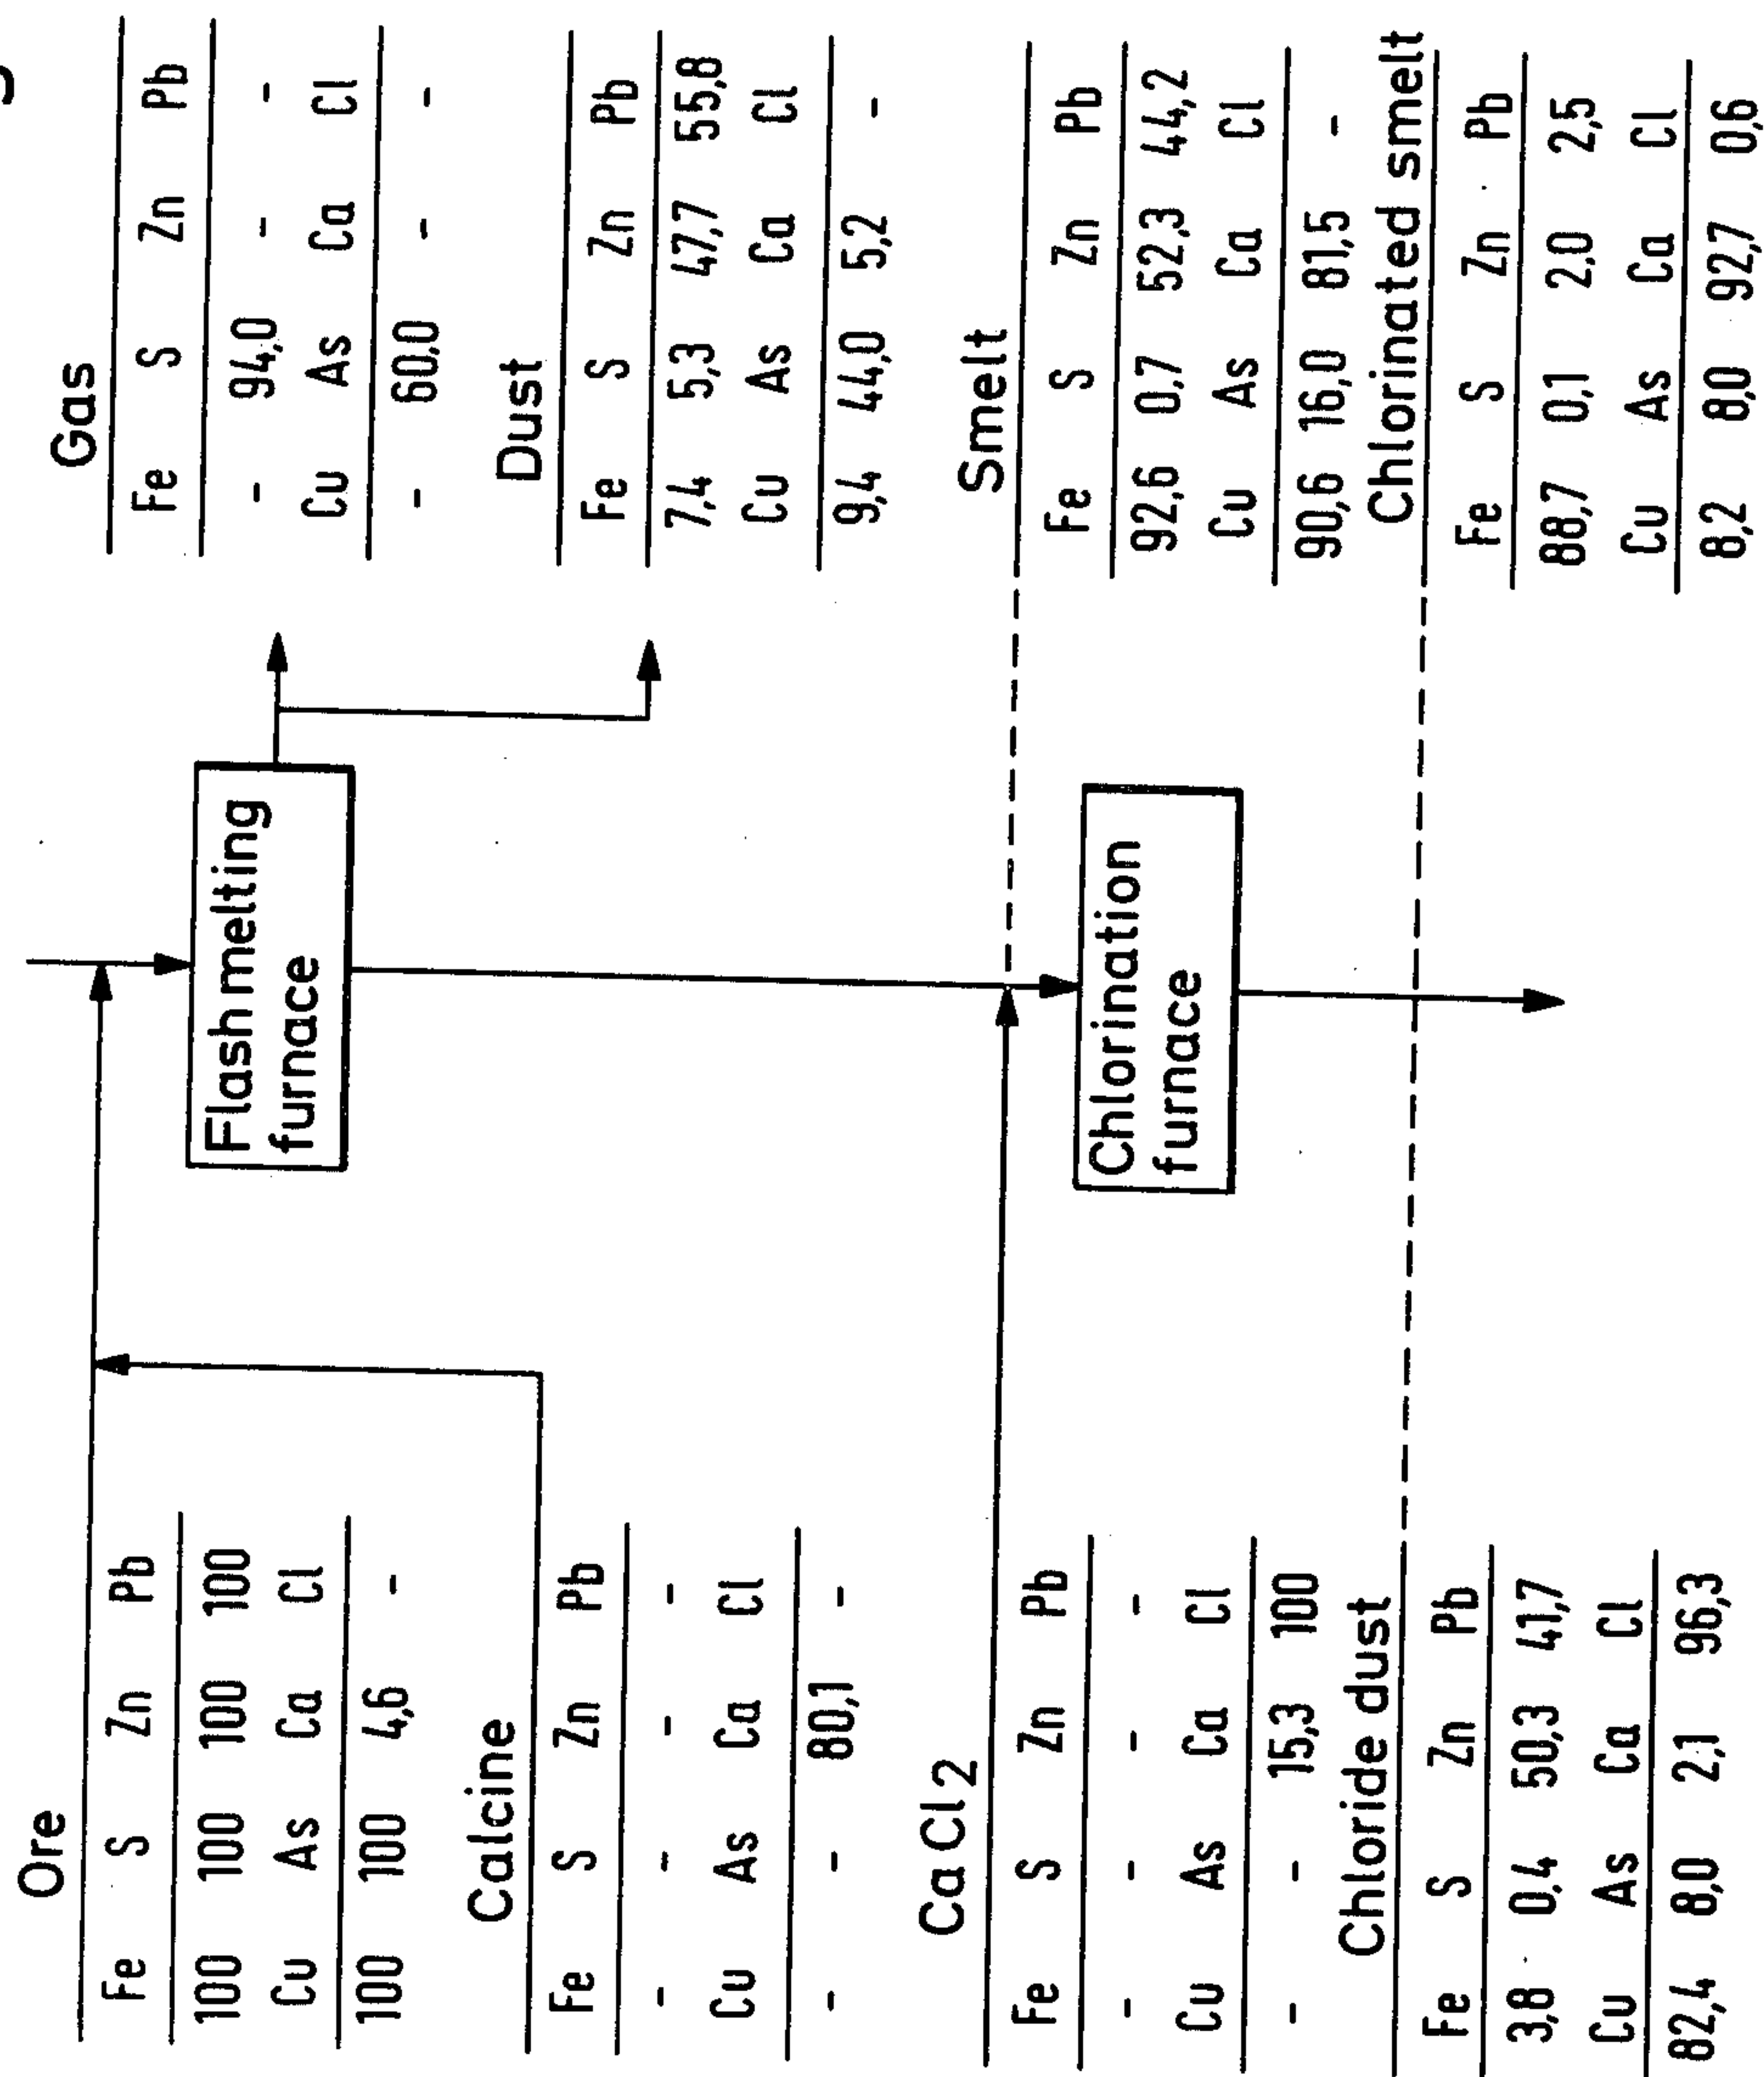 Ore
Fe S Zn Pb
100 100 100 100
Cu As Ca Cl
100 100 4,6 -
Calcine
Fe S Zn Pb
- - - -
Cu As Ca Cl
- - 80,1 -
CaCl2
Fe S Zn Pb
- - - -
Cu As Ca Cl
- - 15,3 100
Chloride dust
Fe S Zn Pb
3,8 0,4 50,3 41,7
Cu As Ca Cl
82,4 8,0 2,1 96,3
Flash melting
furnace
Chlorination
furnace
Gas
Fe S Zn Pb
- 94,0 - -
Cu As Ca Cl
- 60,0 - -
Dust
Fe S Zn Pb
7,4 5,3 47,7 55,8
Cu As Ca Cl
9,4 44,0 5,2 -
Smelt
Fe S Zn Pb
92,6 0,7 52,3 44,2
Cu As Ca Cl
90,6 16,0 81,5 -
Chlorinated smelt
Fe S Zn Pb
88,7 0,1 2,0 2,5
Cu As Ca Cl
8,2 8,0 92,7 0,6